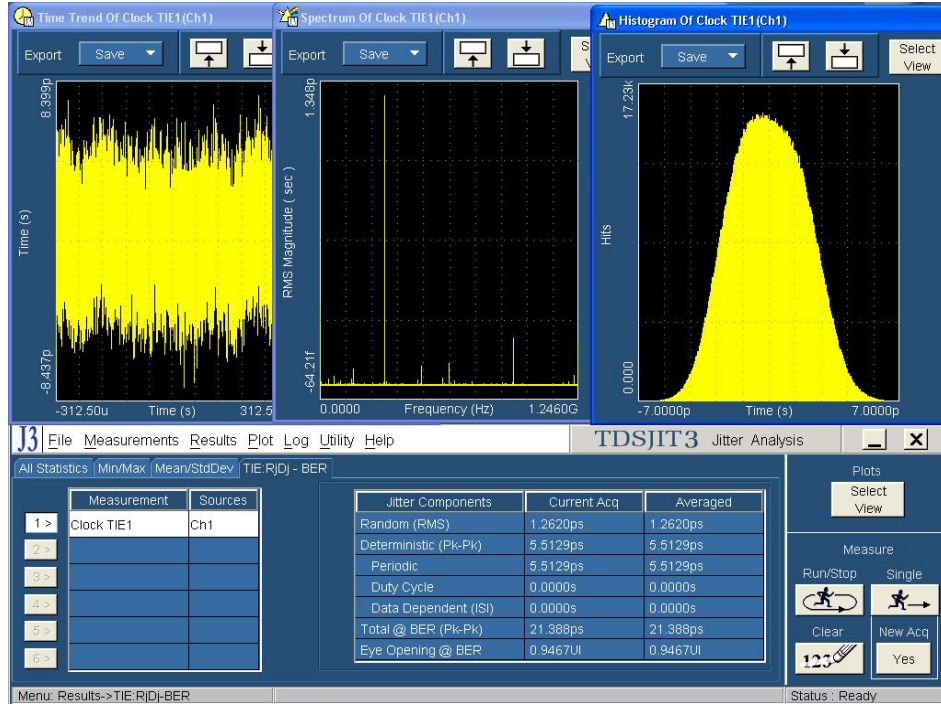 Time Trend Of Clock TIE1(Ch1)
Export Save
8.399p
Time (s)
-8.437p
-312.50u Time (s) 312.5
Spectrum Of Clock TIE1(Ch1)
Export Save
1.348p
RMS Magnitude ( sec )
-64.21f
0.0000 Frequency (Hz) 1.2460G
Histogram Of Clock TIE1(Ch1)
Export Save Select View
17.23k
Hits
0.000
-7.0000p Time (s) 7.0000p
J3 File Measurements Results Plot Log Utility Help TDSJIT3 Jitter Analysis
All Statistics Min/Max Mean/StdDev TIE:RjDj - BER
Measurement Sources
1 > Clock TIE1 Ch1
2 >
3 >
4 >
5 >
6 >
Jitter Components Current Acq Averaged
Random (RMS) 1.2620ps 1.2620ps
Deterministic (Pk-Pk) 5.5129ps 5.5129ps
Periodic 5.5129ps 5.5129ps
Duty Cycle 0.0000s 0.0000s
Data Dependent (ISI) 0.0000s 0.0000s
Total @ BER (Pk-Pk) 21.388ps 21.388ps
Eye Opening @ BER 0.9467UI 0.9467UI
Plots
Select
View
Measure
Run/Stop Single
Clear New Acq
123 Yes
Menu: Results->TIE:RjDj-BER Status : Ready